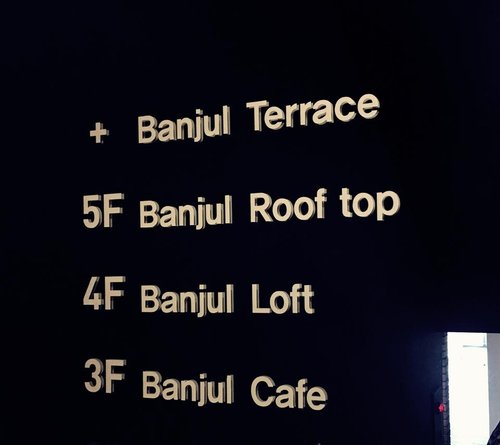 + Banjul Terrace
5F Banjul Roof top
4F Banjul Loft
3F Banjul Cafe